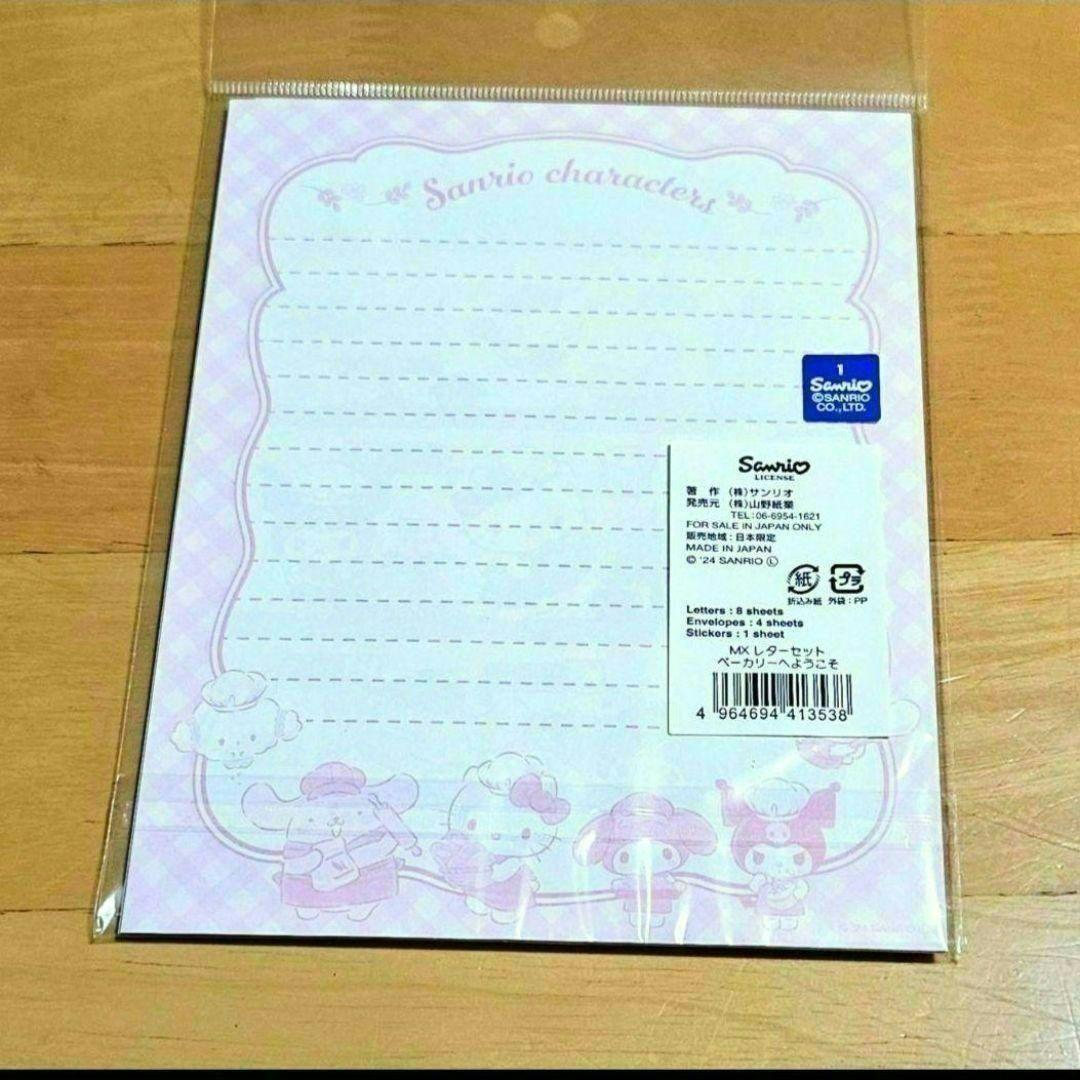 Sanrio characters
1
Sanrio
©SANRIO
CO.,LTD.
Sanrio
LICENSE
著 作 (株)サンリオ
発売元 (株)山野紙業
TEL:06-6954-1621
FOR SALE IN JAPAN ONLY
販売地域:日本限定
MADE IN JAPAN
© '24 SANRIO Ⓛ
紙 プラ
折込み紙 外袋:PP
Letters : 8 sheets
Envelopes : 4 sheets
Stickers : 1 sheet
MX レターセット
ベーカリーへようこそ
4 964694 413538